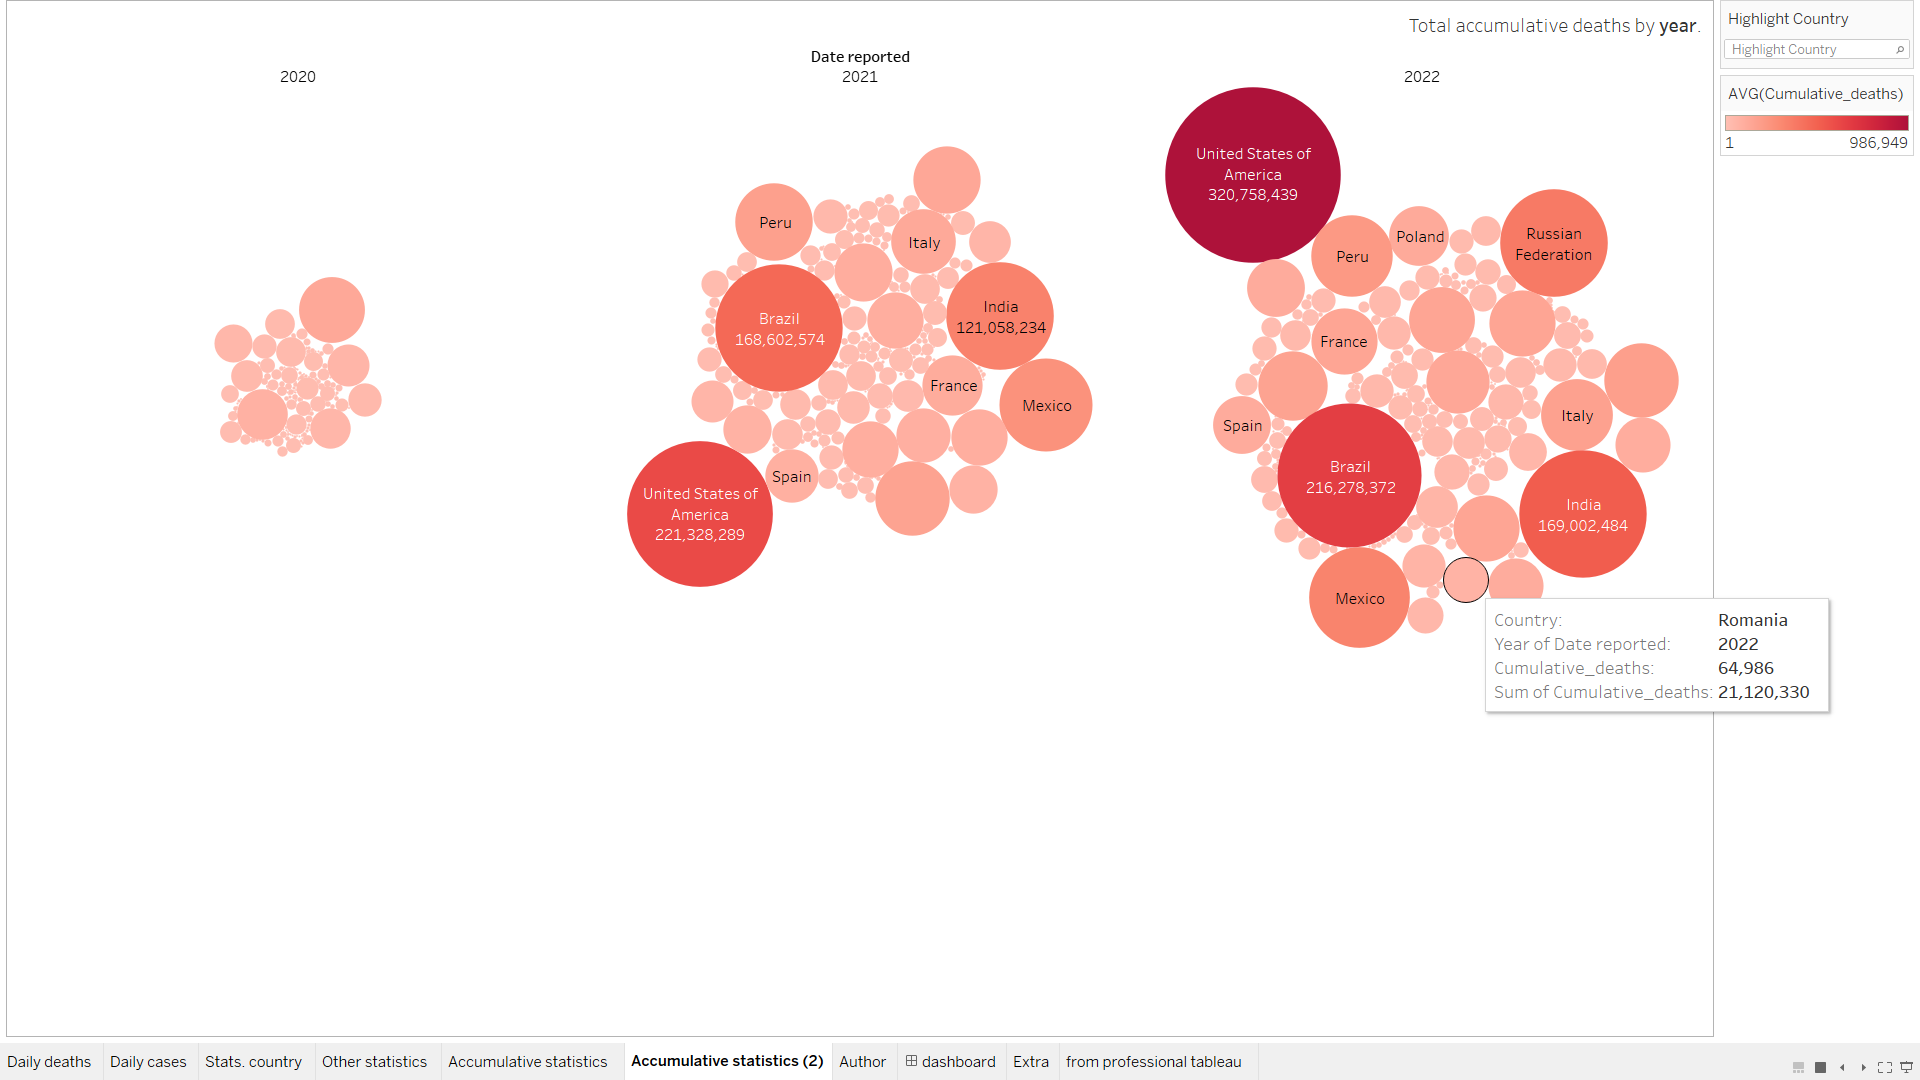 Total accumulative deaths by year.
Date reported
2020
2021
2022
United States of
America
320,758,439
Peru
Poland
Russian
Federation
France
Spain
Italy
Brazil
216,278,372
India
169,002,484
Mexico
Peru
Italy
Brazil
168,602,574
India
121,058,234
France
Mexico
Spain
United States of
America
221,328,289
Country: Romania
Year of Date reported: 2022
Cumulative_deaths: 64,986
Sum of Cumulative_deaths: 21,120,330
Highlight Country
Highlight Country
AVG(Cumulative_deaths)
1 986,949
Daily deaths Daily cases Stats. country Other statistics Accumulative statistics Accumulative statistics (2) Author dashboard Extra from professional tableau